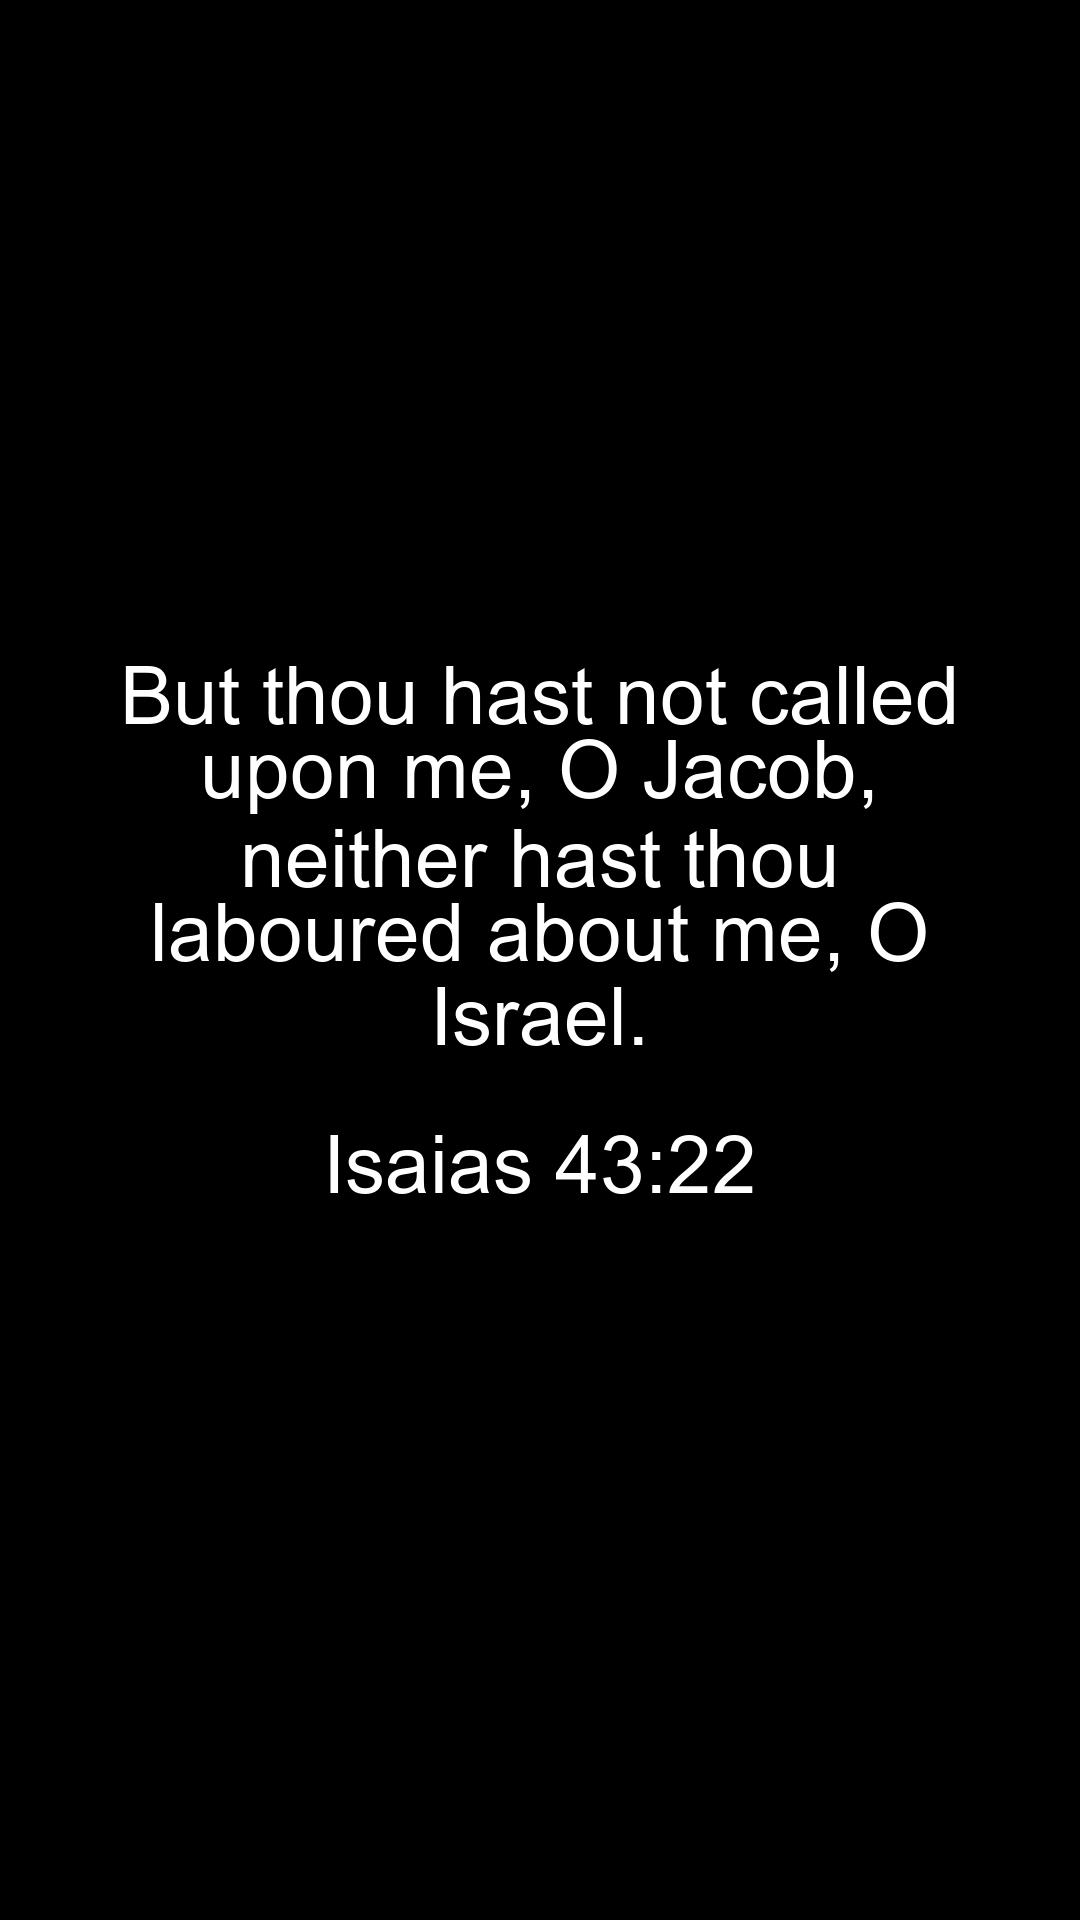 But thou hast not called
upon me, O Jacob,
neither hast thou
laboured about me, O
Israel.
Isaias 43:22